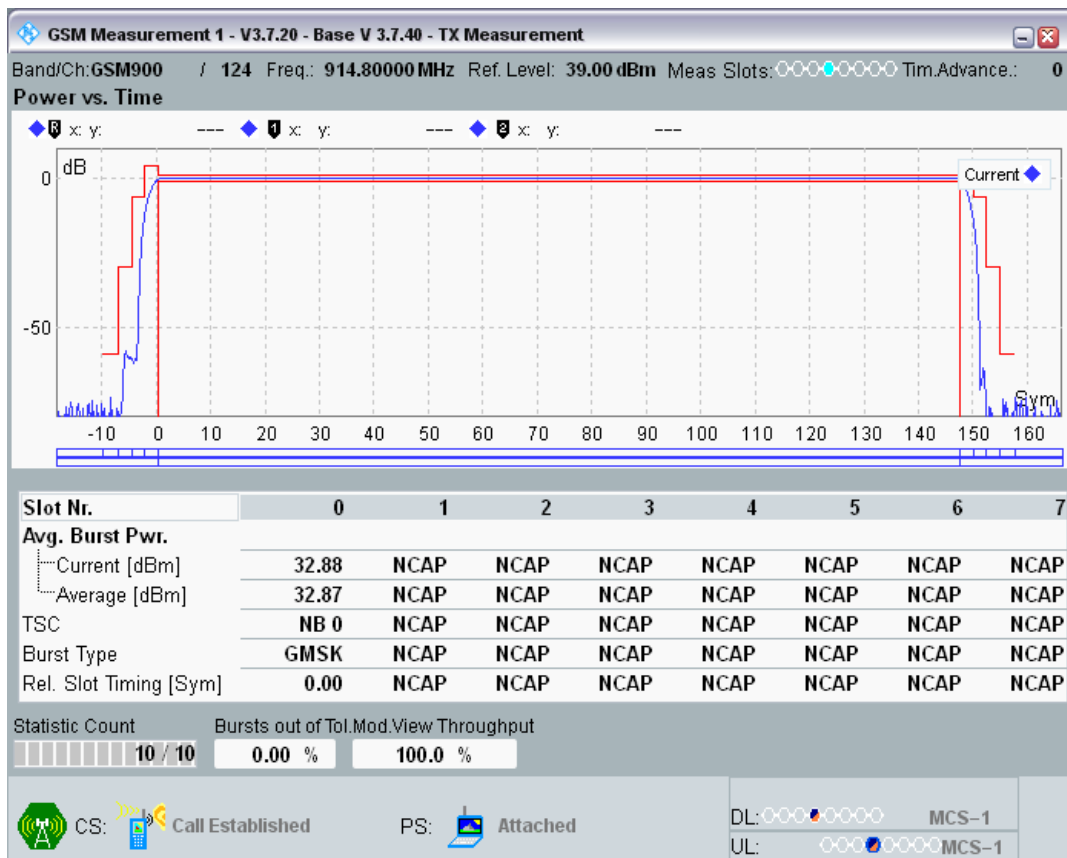 GSM Measurement 1 - V3.7.20 - Base V 3.7.40 - TX Measurement
Band/Ch:GSM900 / 124 Freq.: 914.80000 MHz Ref. Level: 39.00 dBm Meas Slots: Tim.Advance.: 0
Power vs. Time
R x: y: --- 1 x: y: --- 2 x: y: ---
dB
Current
0
-50
Sym
-10 0 10 20 30 40 50 60 70 80 90 100 110 120 130 140 150 160
Slot Nr. 0 1 2 3 4 5 6 7
Avg. Burst Pwr.
Current [dBm] 32.88 NCAP NCAP NCAP NCAP NCAP NCAP NCAP
Average [dBm] 32.87 NCAP NCAP NCAP NCAP NCAP NCAP NCAP
TSC NB 0 NCAP NCAP NCAP NCAP NCAP NCAP NCAP
Burst Type GMSK NCAP NCAP NCAP NCAP NCAP NCAP NCAP
Rel. Slot Timing [Sym] 0.00 NCAP NCAP NCAP NCAP NCAP NCAP NCAP
Statistic Count Bursts out of Tol. Mod.View Throughput
10 / 10 0.00 % 100.0 %
CS: Call Established PS: Attached
DL: MCS-1
UL: MCS-1